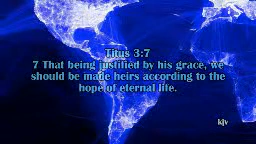 Titus 3:7
7 That being justified by his grace, we
should be made heirs according to the
hope of eternal life.
kjv